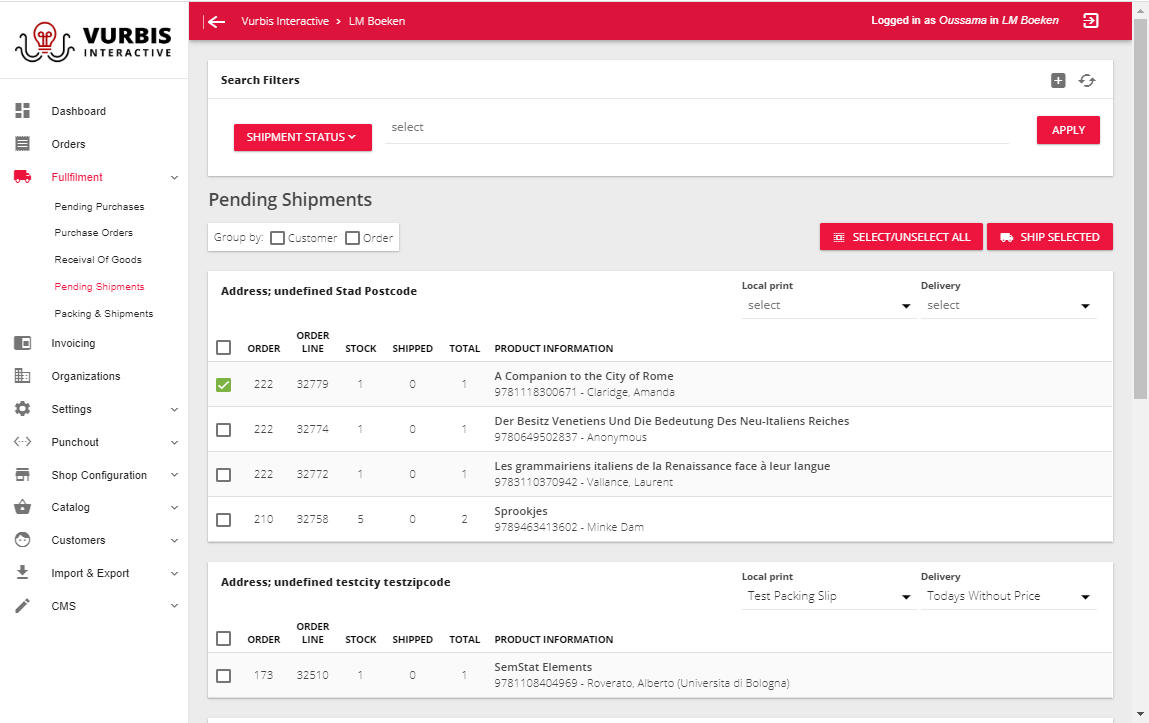 VURBIS
INTERACTIVE
Vurbis Interactive > LM Boeken
Logged in as Oussama in LM Boeken
Dashboard
Orders
Fullfilment
Pending Purchases
Purchase Orders
Receival Of Goods
Pending Shipments
Packing & Shipments
Invoicing
Organizations
Settings
Punchout
Shop Configuration
Catalog
Customers
Import & Export
CMS
Search Filters
SHIPMENT STATUS
select
APPLY
Pending Shipments
Group by: Customer Order
SELECT/UNSELECT ALL
SHIP SELECTED
Address; undefined Stad Postcode
Local print
select
Delivery
select
ORDER ORDER LINE STOCK SHIPPED TOTAL PRODUCT INFORMATION
222 32779 1 0 1 A Companion to the City of Rome
9781118300671 - Claridge, Amanda
222 32774 1 0 1 Der Besitz Venetiens Und Die Bedeutung Des Neu-Italiens Reiches
9780649502837 - Anonymous
222 32772 1 0 1 Les grammairiens italiens de la Renaissance face à leur langue
9783110370942 - Vallance, Laurent
210 32758 5 0 2 Sprookjes
9789463413602 - Minke Dam
Address; undefined testcity testzipcode
Local print
Test Packing Slip
Delivery
Todays Without Price
ORDER ORDER LINE STOCK SHIPPED TOTAL PRODUCT INFORMATION
173 32510 1 0 1 SemStat Elements
9781108404969 - Roverato, Alberto (Universita di Bologna)